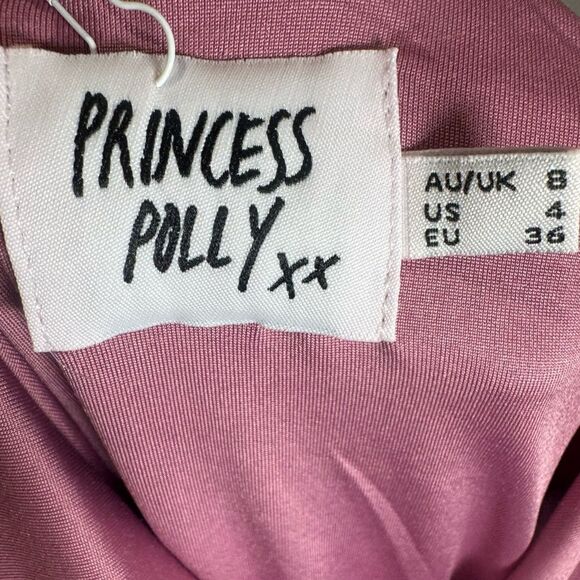 PRINCESS
POLLY xx
AU/UK 8
US 4
EU 36